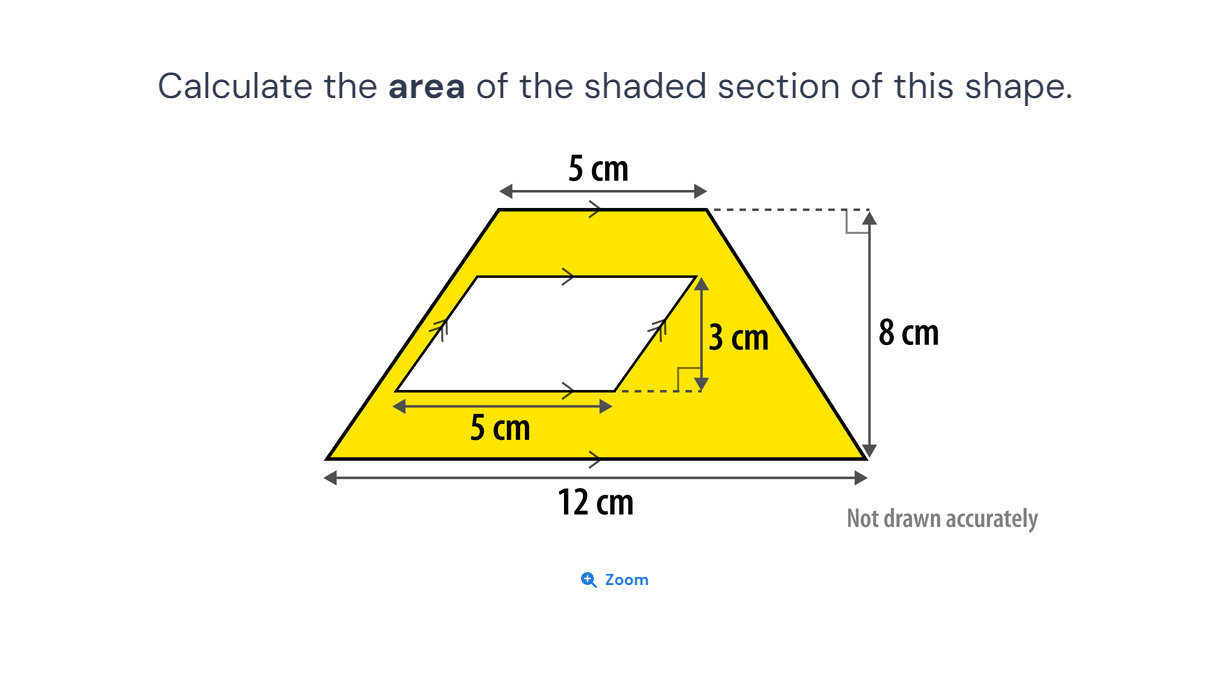 Calculate the area of the shaded section of this shape.
5 cm
3 cm
8 cm
5 cm
12 cm
Not drawn accurately
Zoom